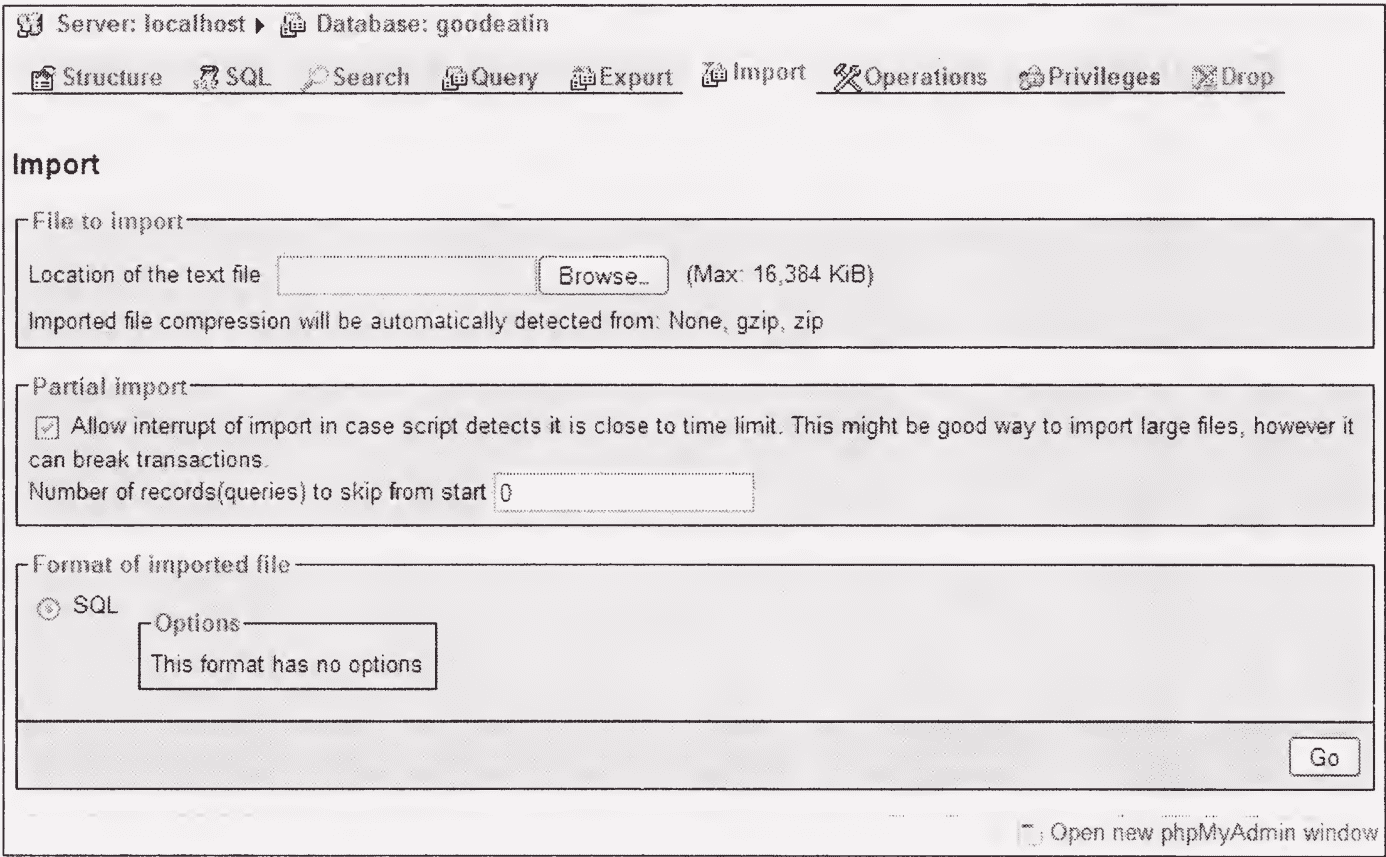 Server: localhost ▸ Database: goodeatin
Structure SQL Search Query Export Import Operations Privileges Drop
Import
File to import
Location of the text file Browse... (Max: 16,384 KiB)
Imported file compression will be automatically detected from: None, gzip, zip
Partial import
Allow interrupt of import in case script detects it is close to time limit. This might be good way to import large files, however it
can break transactions.
Number of records(queries) to skip from start 0
Format of imported file
SQL
Options
This format has no options
Go
Open new phpMyAdmin window